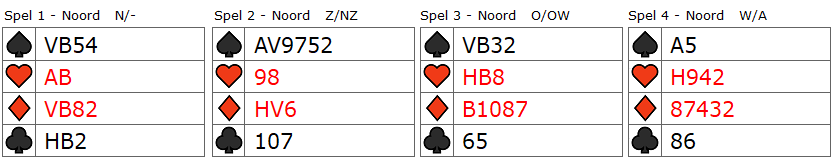 Spel 1 - Noord N/- Spel 2 - Noord Z/NZ Spel 3 - Noord O/OW Spel 4 - Noord W/A
VB54 AV9752 VB32 A5
AB 98 HB8 H942
VB82 HV6 B1087 87432
HB2 107 65 86